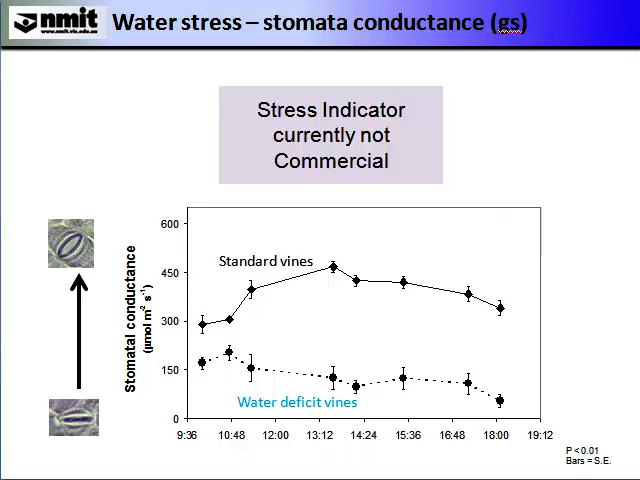 nmit
www.nmit.vic.edu.au
Water stress – stomata conductance (gs)
Stress Indicator
currently not
Commercial
Stomatal conductance
(µmol m-2 s-1)
600
450
300
150
0
Standard vines
Water deficit vines
9:36 10:48 12:00 13:12 14:24 15:36 16:48 18:00 19:12
P < 0.01
Bars = S.E.